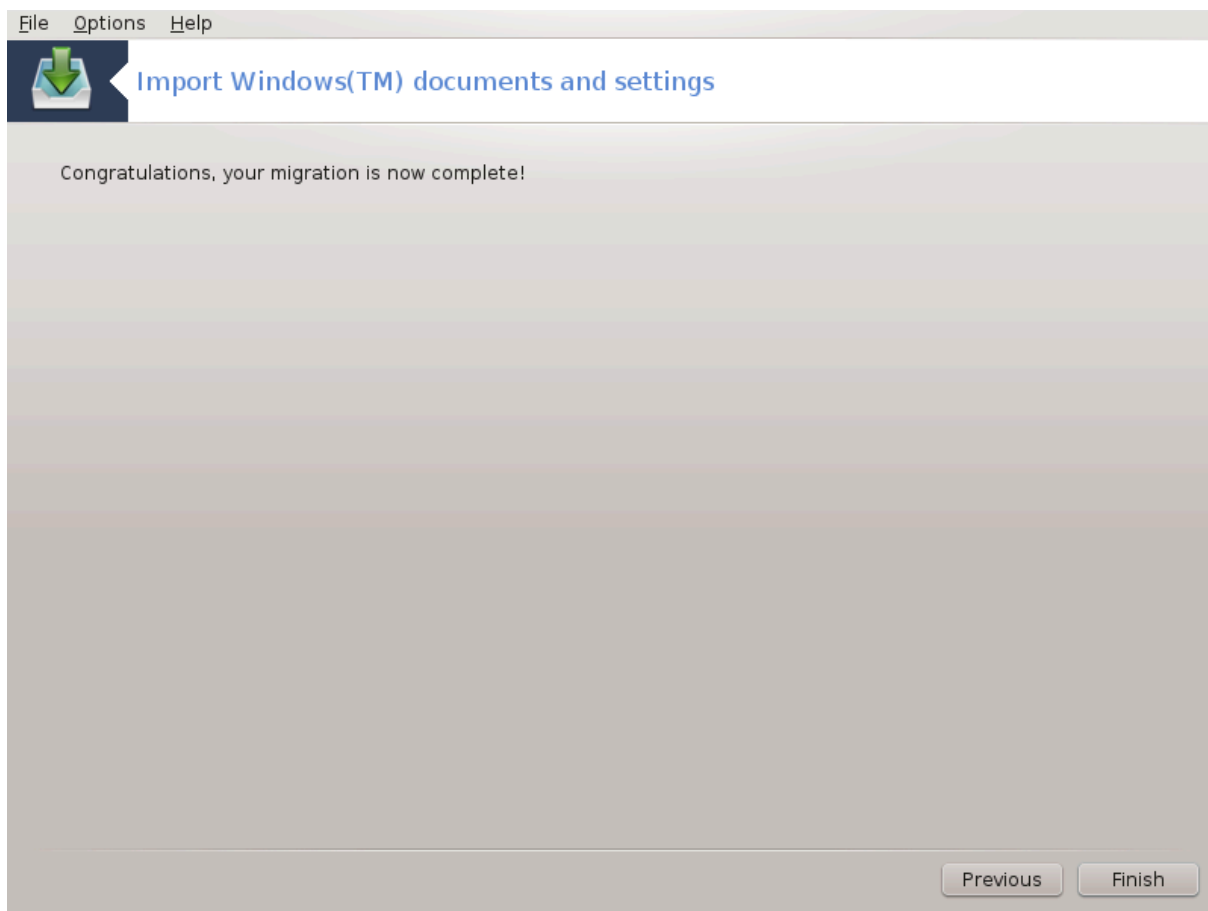 File Options Help
Import Windows(TM) documents and settings
Congratulations, your migration is now complete!
Previous Finish